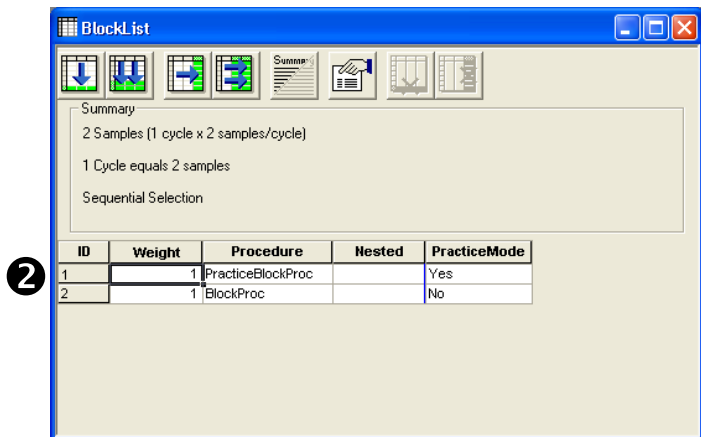 BlockList
Summary
Summary
2 Samples (1 cycle x 2 samples/cycle)
1 Cycle equals 2 samples
Sequential Selection
ID Weight Procedure Nested PracticeMode
2
1 1 PracticeBlockProc Yes
2 1 BlockProc No